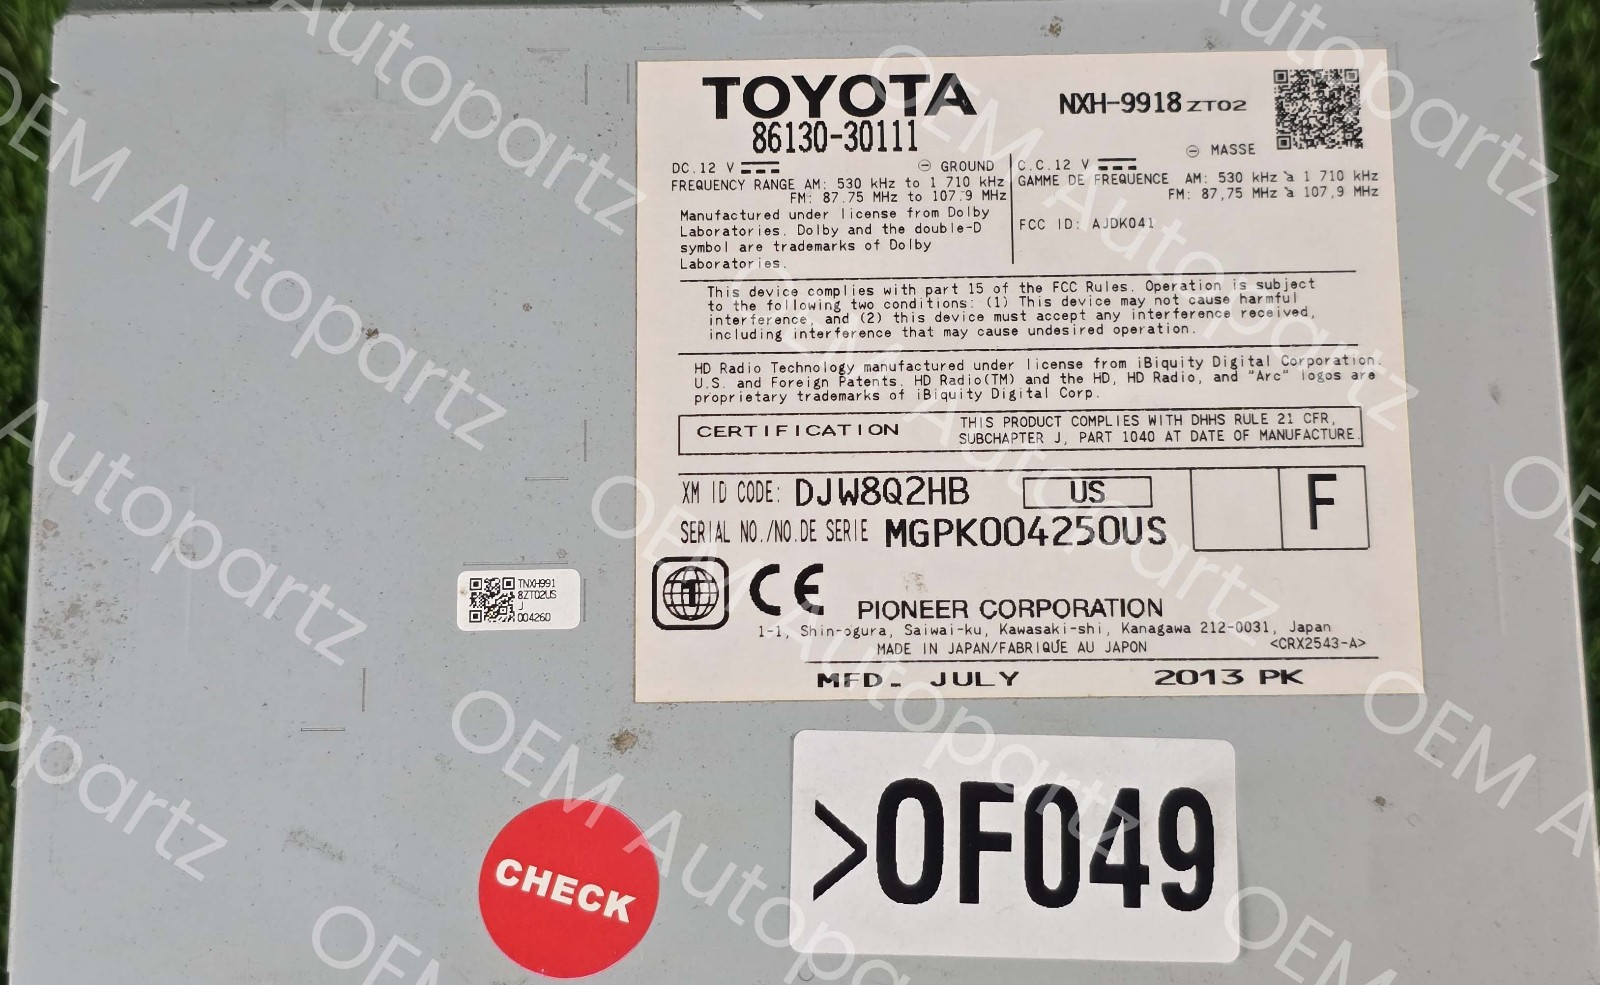 TOYOTA
86130-30111
NXH-9918 ZT02
DC.12 V
⊖ GROUND
FREQUENCY RANGE AM: 530 kHz to 1 710 kHz
FM: 87.75 MHz to 107.9 MHz
Manufactured under license from Dolby
Laboratories. Dolby and the double-D
symbol are trademarks of Dolby
Laboratories.
⊖ MASSE
C.C.12 V
GAMME DE FREQUENCE AM: 530 kHz à 1 710 kHz
FM: 87,75 MHz à 107,9 MHz
FCC ID: AJDK041
This device complies with part 15 of the FCC Rules. Operation is subject
to the following two conditions: (1) This device may not cause harmful
interference, and (2) this device must accept any interference received,
including interference that may cause undesired operation.
HD Radio Technology manufactured under license from iBiquity Digital Corporation.
U.S. and Foreign Patents. HD Radio(TM) and the HD, HD Radio, and "Arc" logos are
proprietary trademarks of iBiquity Digital Corp.
CERTIFICATION
THIS PRODUCT COMPLIES WITH DHHS RULE 21 CFR,
SUBCHAPTER J, PART 1040 AT DATE OF MANUFACTURE.
XM ID CODE: DJW8Q2HB
US
F
SERIAL NO./NO.DE SERIE MGPK004250US
1
CE
PIONEER CORPORATION
1-1, Shin-ogura, Saiwai-ku, Kawasaki-shi, Kanagawa 212-0031, Japan
MADE IN JAPAN/FABRIQUÉ AU JAPON
<CRX2543-A>
MFD. JULY 2013 PK
TNXH991
8ZT02US
J
004260
CHECK
>0F049
OEM Autopartz